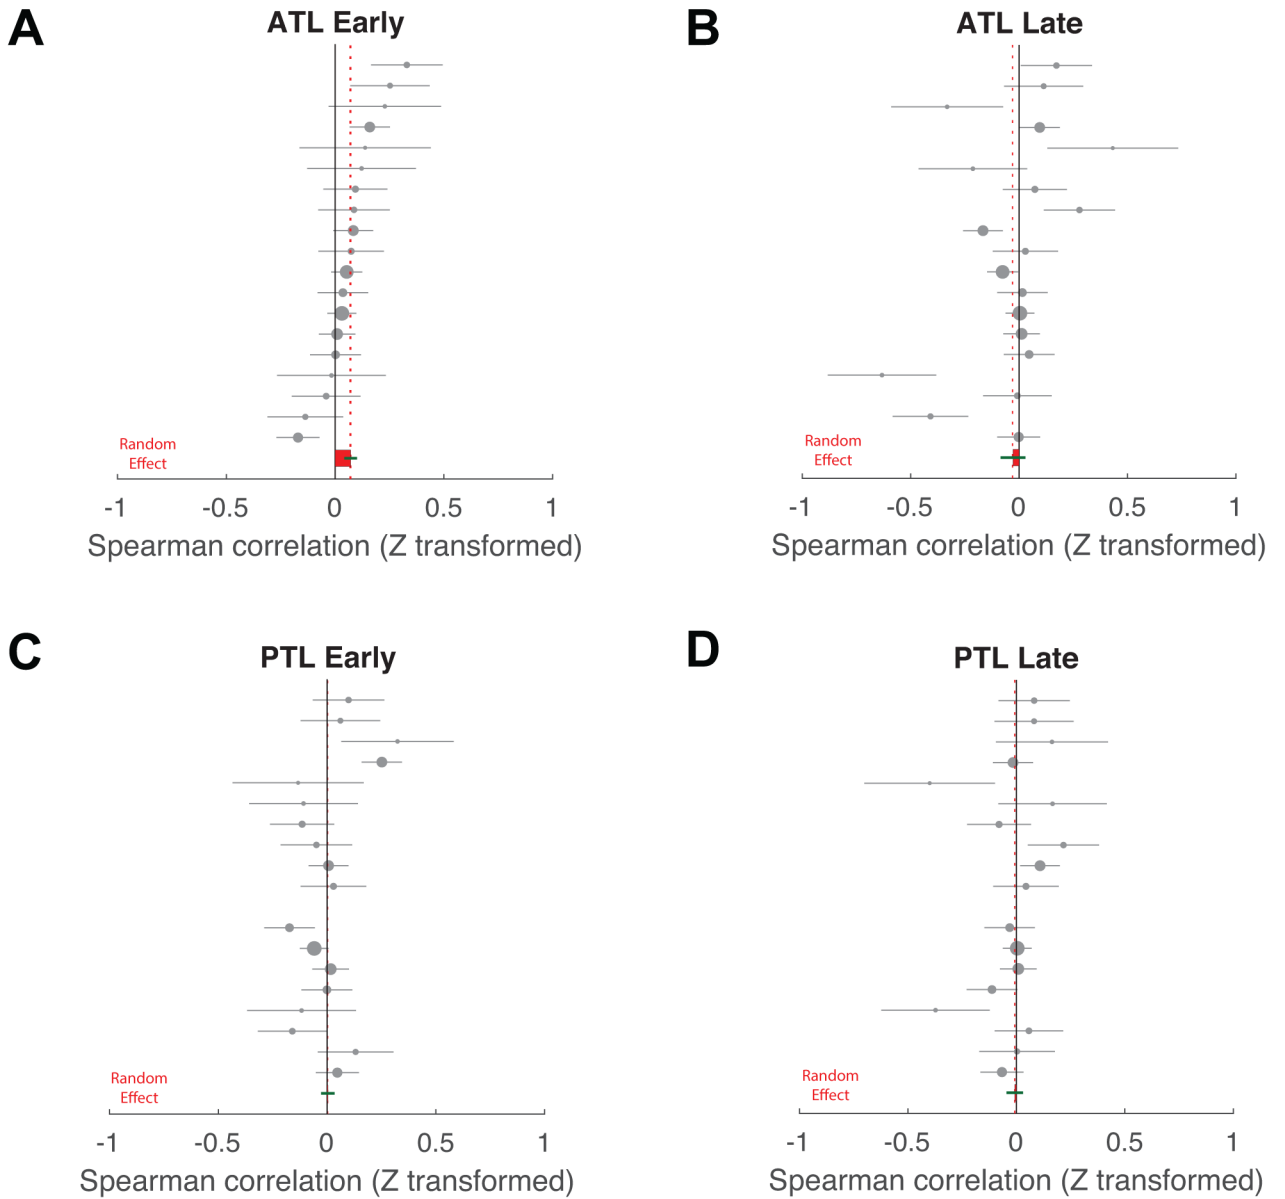 A
ATL Early
Random
Effect
-1 -0.5 0 0.5 1
Spearman correlation (Z transformed)
B
ATL Late
Random
Effect
-1 -0.5 0 0.5 1
Spearman correlation (Z transformed)
C
PTL Early
Random
Effect
-1 -0.5 0 0.5 1
Spearman correlation (Z transformed)
D
PTL Late
Random
Effect
-1 -0.5 0 0.5 1
Spearman correlation (Z transformed)